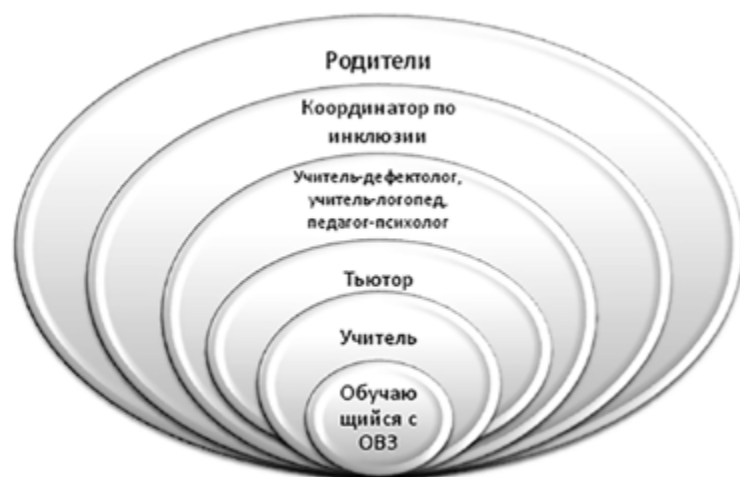 Родители
Координатор по
инклюзии
Учитель-дефектолог,
учитель-логопед,
педагог-психолог
Тьютор
Учитель
Обучаю
щийся с
ОВЗ